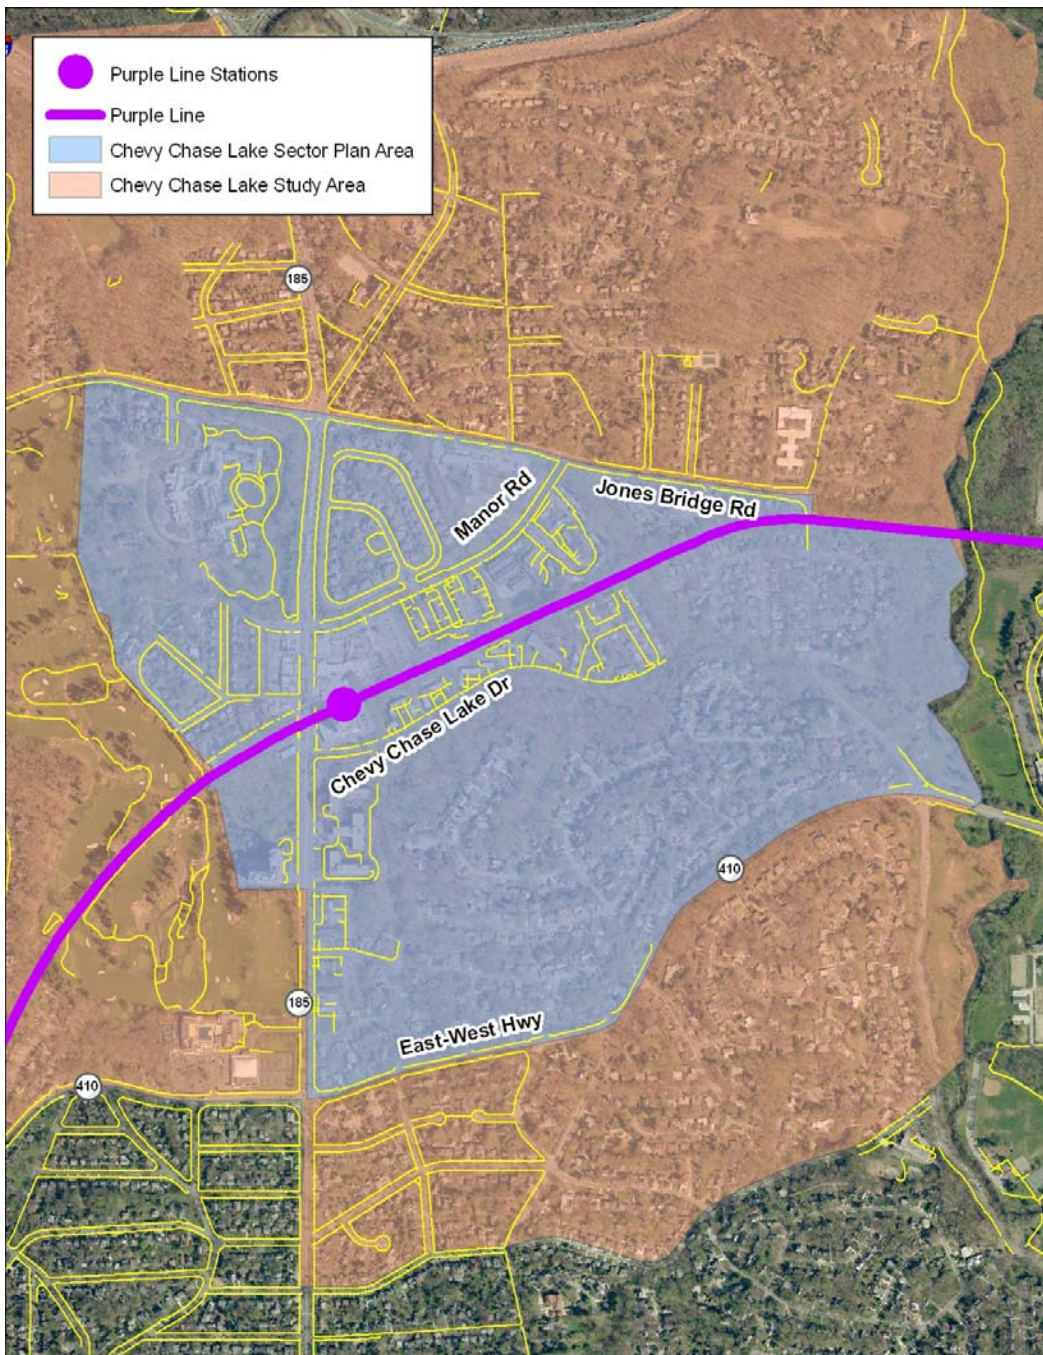 Purple Line Stations
Purple Line
Chevy Chase Lake Sector Plan Area
Chevy Chase Lake Study Area
185
Manor Rd
Jones Bridge Rd
Chevy Chase Lake Dr
410
185
East-West Hwy
410